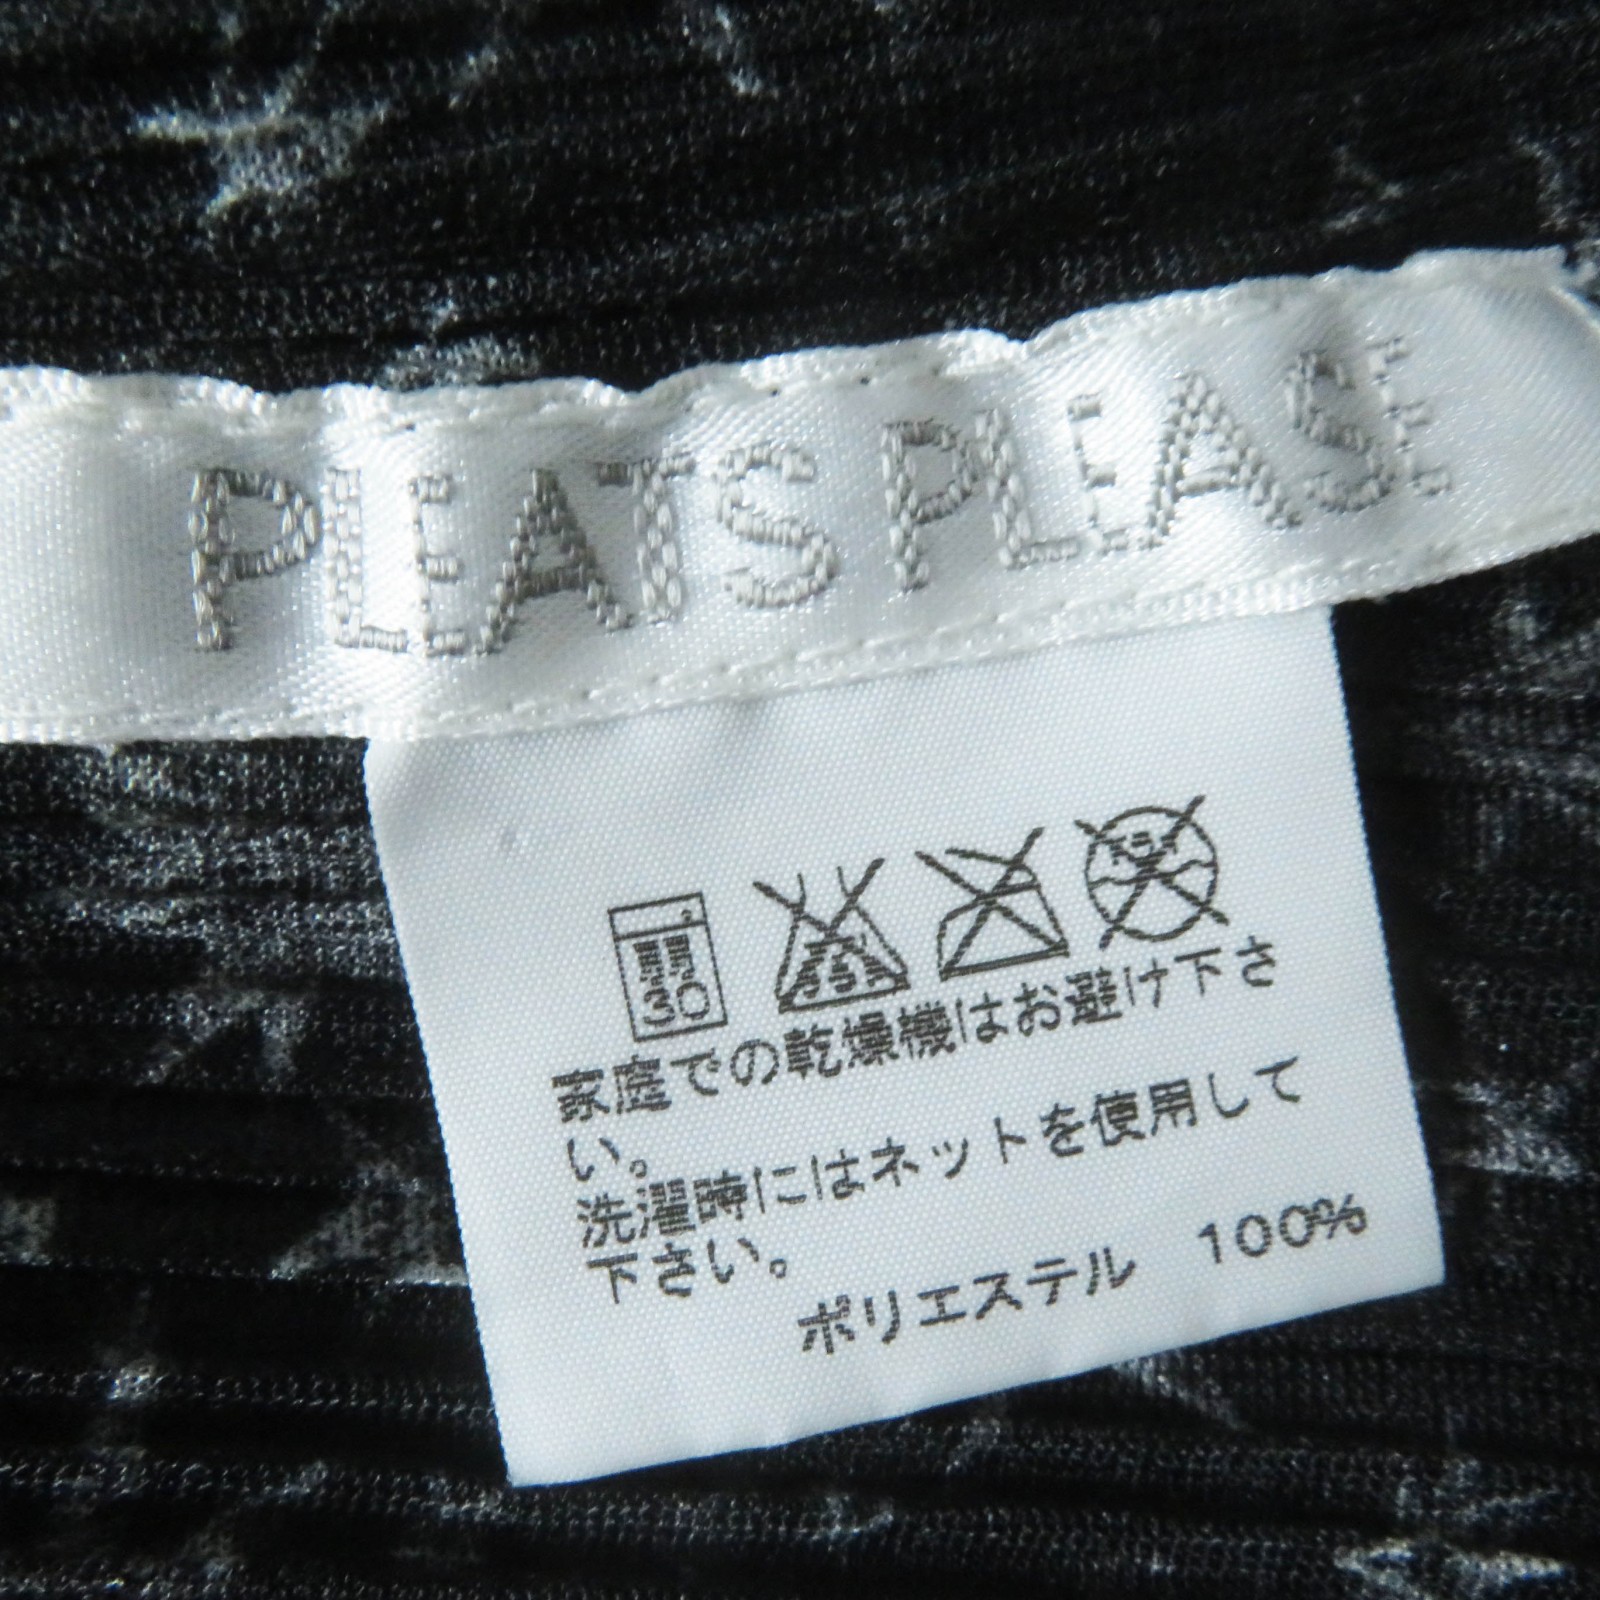 PLEATS PLEASE
30
家庭での乾燥機はお避け下さ
い。
洗濯時にはネットを使用して
下さい。
ポリエステル 100%